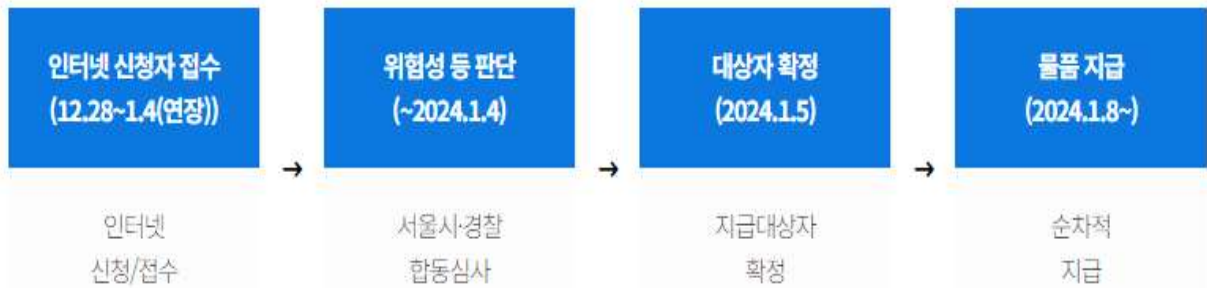 인터넷 신청자 접수
(12.28~1.4(연장))
→
인터넷
신청/접수
위험성 등 판단
(~2024.1.4)
→
서울시·경찰
합동심사
대상자 확정
(2024.1.5)
→
지급대상자
확정
물품 지급
(2024.1.8~)
순차적
지급